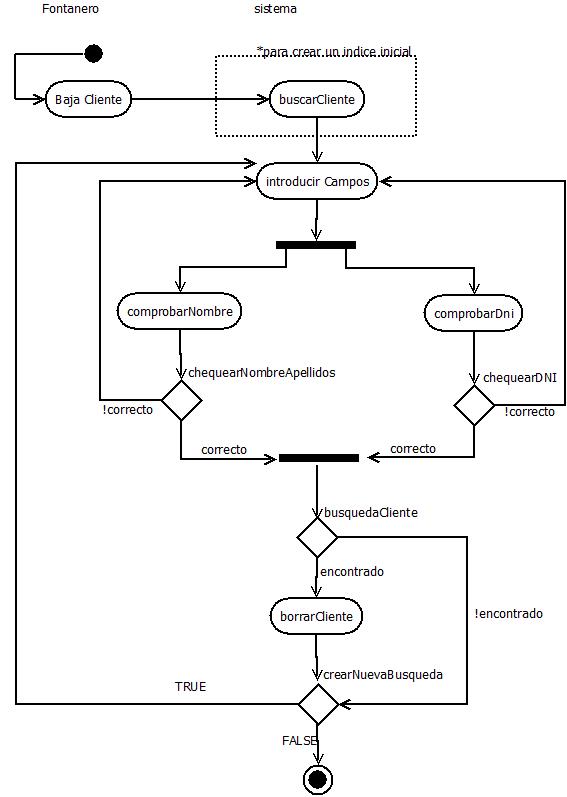 Fontanero
sistema
*para crear un indice inicial
Baja Cliente
buscarCliente
introducir Campos
comprobarNombre
comprobarDni
chequearNombreApellidos
chequearDNI
!correcto
!correcto
correcto
correcto
busquedaCliente
encontrado
borrarCliente
!encontrado
crearNuevaBusqueda
TRUE
FALSE